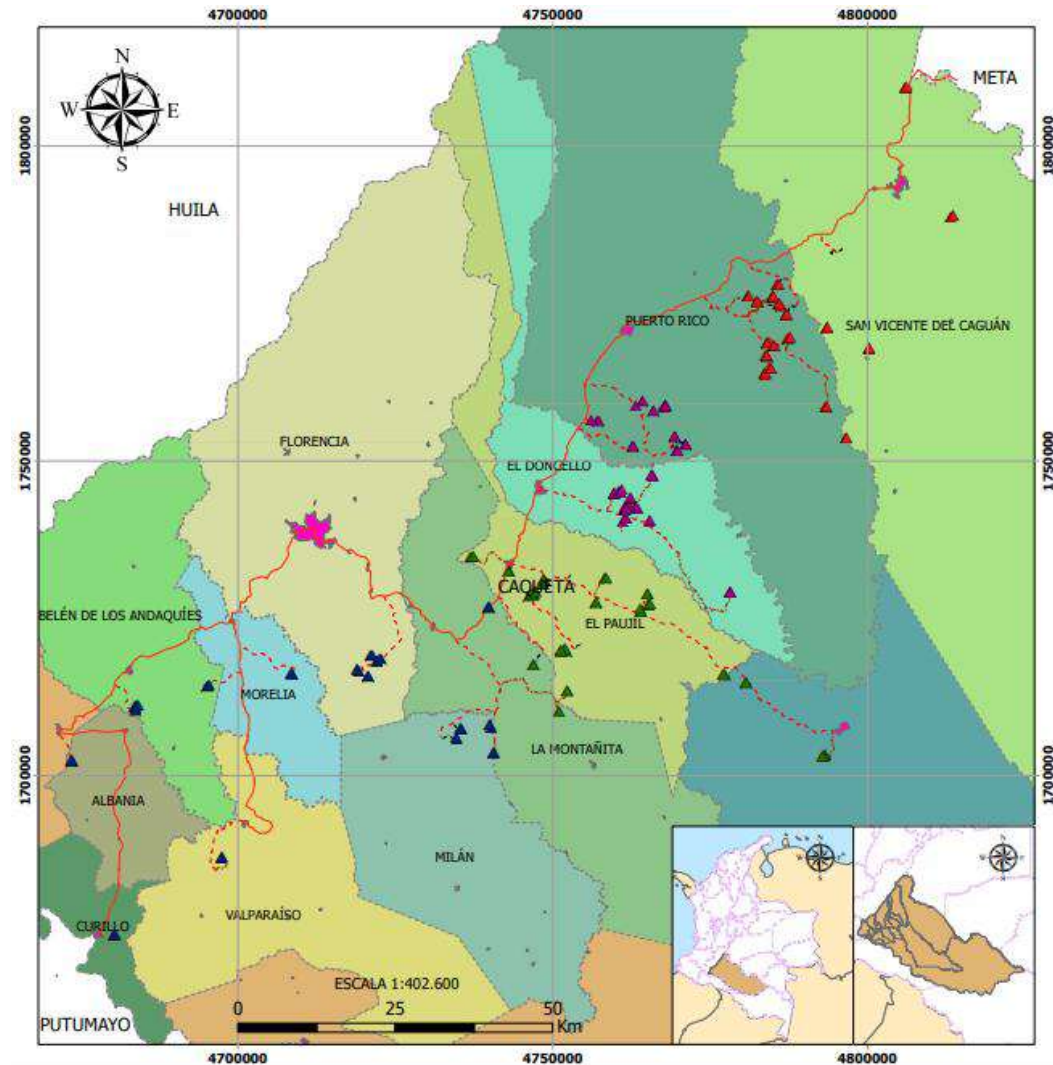 4700000
4750000
4800000
N
W
E
S
META
1800000
1800000
HUILA
PUERTO RICO
SAN VICENTE DEL CAGUÁN
FLORENCIA
1750000
1750000
EL DONCELLO
CAQUETÁ
BELÉN DE LOS ANDAQUÍES
EL PAUJIL
MORELIA
LA MONTAÑITA
1700000
1700000
ALBANIA
MILÁN
VALPARAÍSO
CURILLO
ESCALA 1:402.600
PUTUMAYO
0
25
50
Km
4700000
4750000
4800000